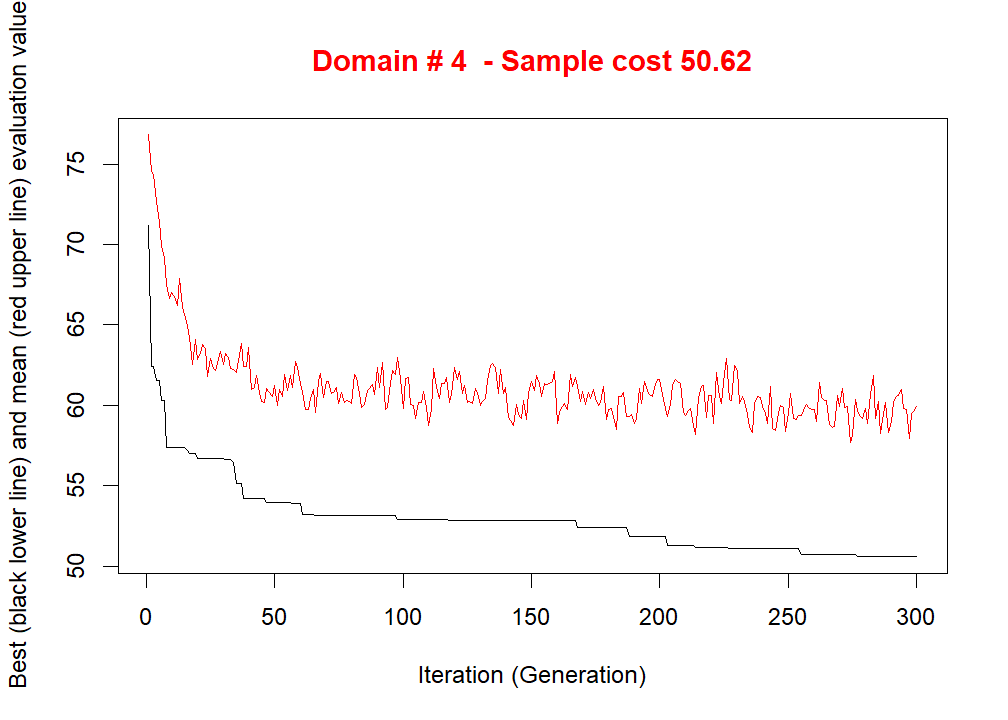 Domain # 4  - Sample cost 50.62
Best (black lower line) and mean (red upper line) evaluation value
75
70
65
60
55
50
0 50 100 150 200 250 300
Iteration (Generation)